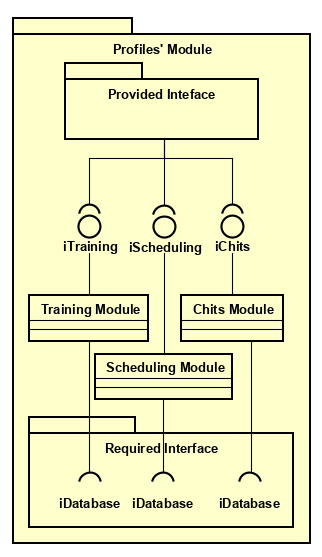 Profiles' Module
Provided Inteface
iTraining iScheduling iChits
Training Module Chits Module
Scheduling Module
Required Interface
iDatabase iDatabase iDatabase